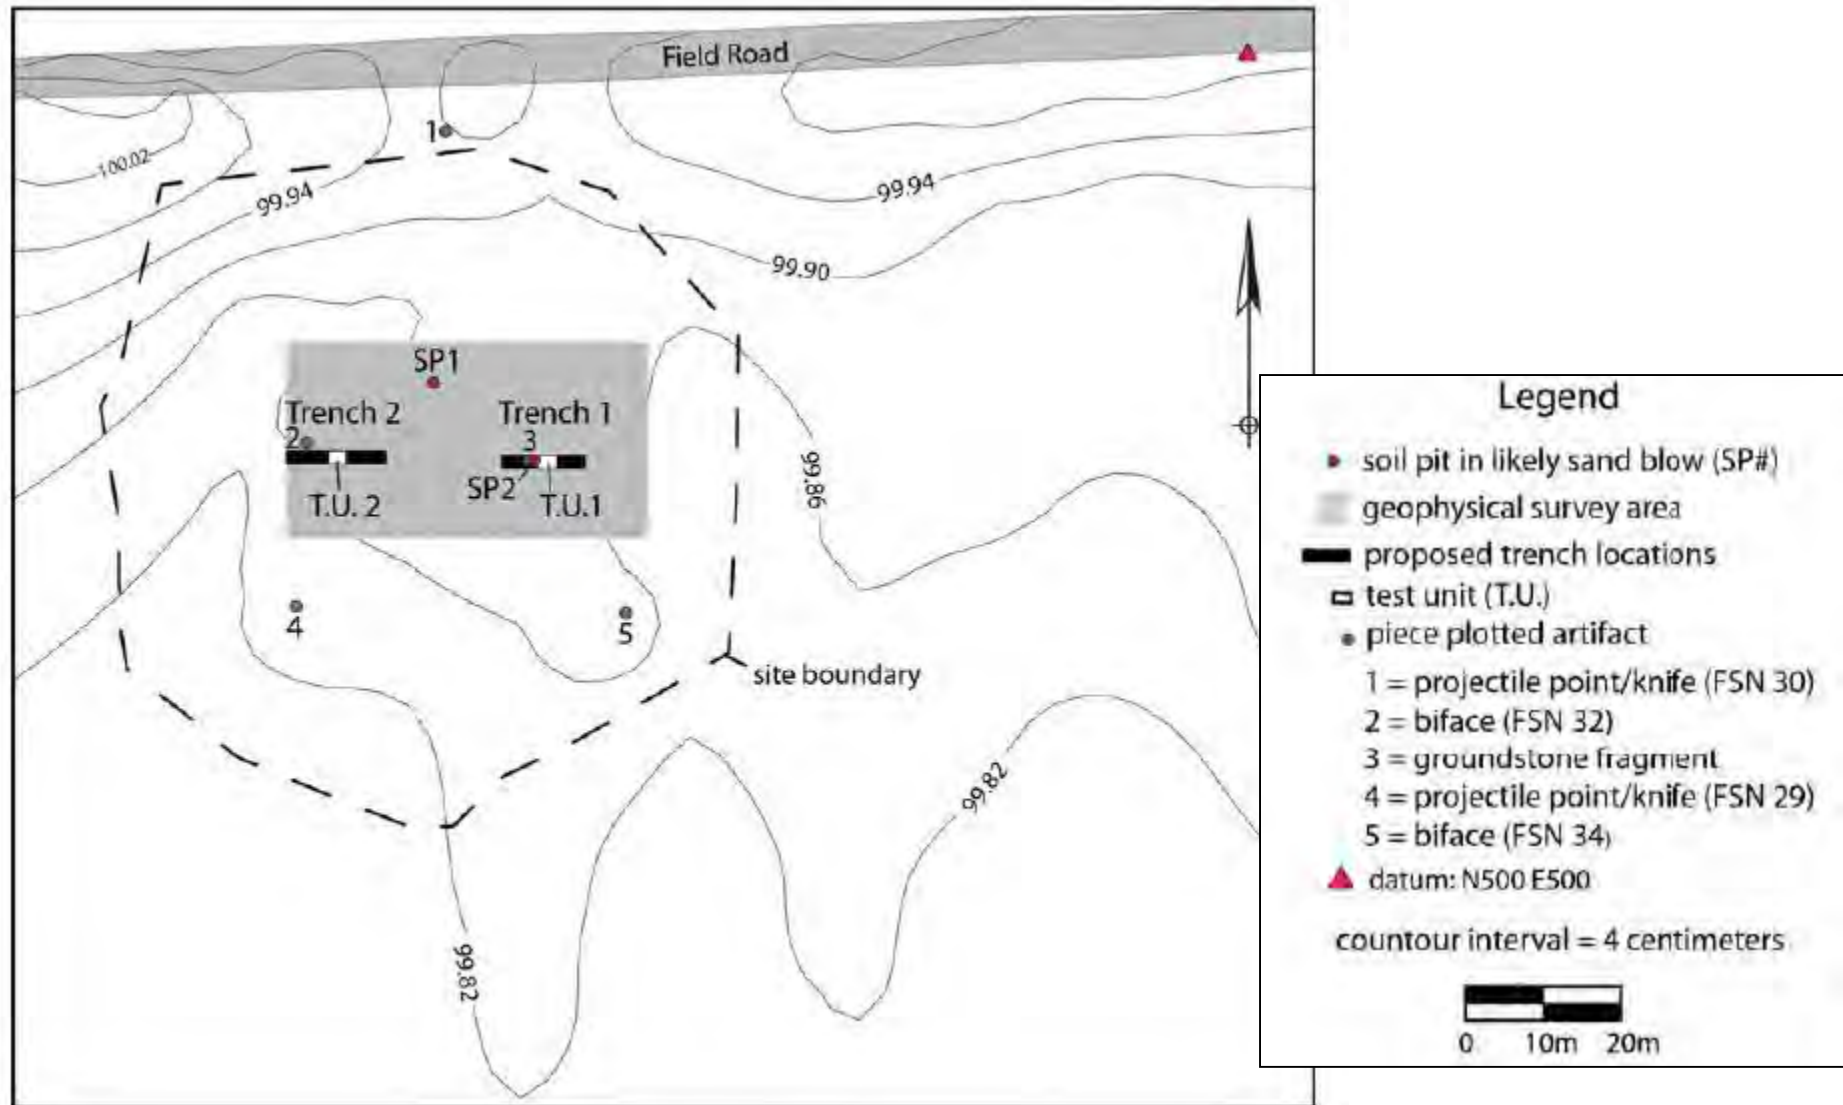 Field Road
1
100.02
99.94
99.94
99.90
SP1
Trench 2
Trench 1
2
3
SP2
T.U. 2
T.U.1
99.86
4
5
site boundary
99.82
99.82
Legend
soil pit in likely sand blow (SP#)
geophysical survey area
proposed trench locations
test unit (T.U.)
piece plotted artifact
1 = projectile point/knife (FSN 30)
2 = biface (FSN 32)
3 = groundstone fragment
4 = projectile point/knife (FSN 29)
5 = biface (FSN 34)
datum: N500 E500
countour interval = 4 centimeters
0 10m 20m